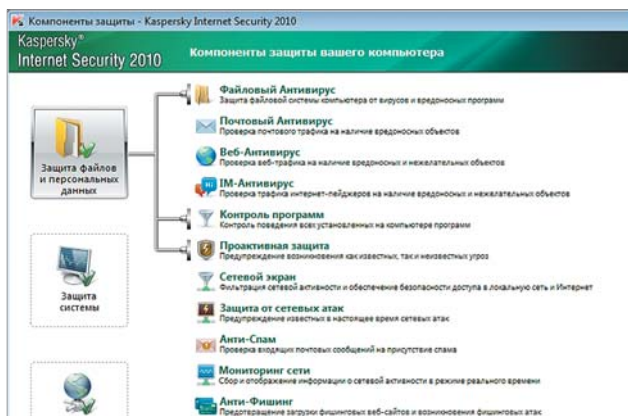 Компоненты защиты - Kaspersky Internet Security 2010
Kaspersky®
Internet Security 2010
Компоненты защиты вашего компьютера
Файловый Антивирус
Защита файловой системы компьютера от вирусов и вредоносных программ
Почтовый Антивирус
Проверка почтового трафика на наличие вредоносных объектов
Веб-Антивирус
Проверка веб-трафика на наличие вредоносных и нежелательных объектов
IM-Антивирус
Проверка трафика интернет-пейджеров на наличие вредоносных и нежелательных объектов
Контроль программ
Контроль поведения всех установленных на компьютере программ
Проактивная защита
Предупреждение возникновения как известных, так и неизвестных угроз
Сетевой экран
Фильтрация сетевой активности и обеспечение безопасности доступа в локальную сеть и Интернет
Защита от сетевых атак
Предупреждение известных в настоящее время сетевых атак
Анти-Спам
Проверка входящих почтовых сообщений на присутствие спама
Мониторинг сети
Сбор и отображение информации о сетевой активности в режиме реального времени
Анти-Фишинг
Предотвращение загрузки фишинговых веб-сайтов и возникновения фишинговых атак
Защита файлов
и персональных
данных
Защита
системы